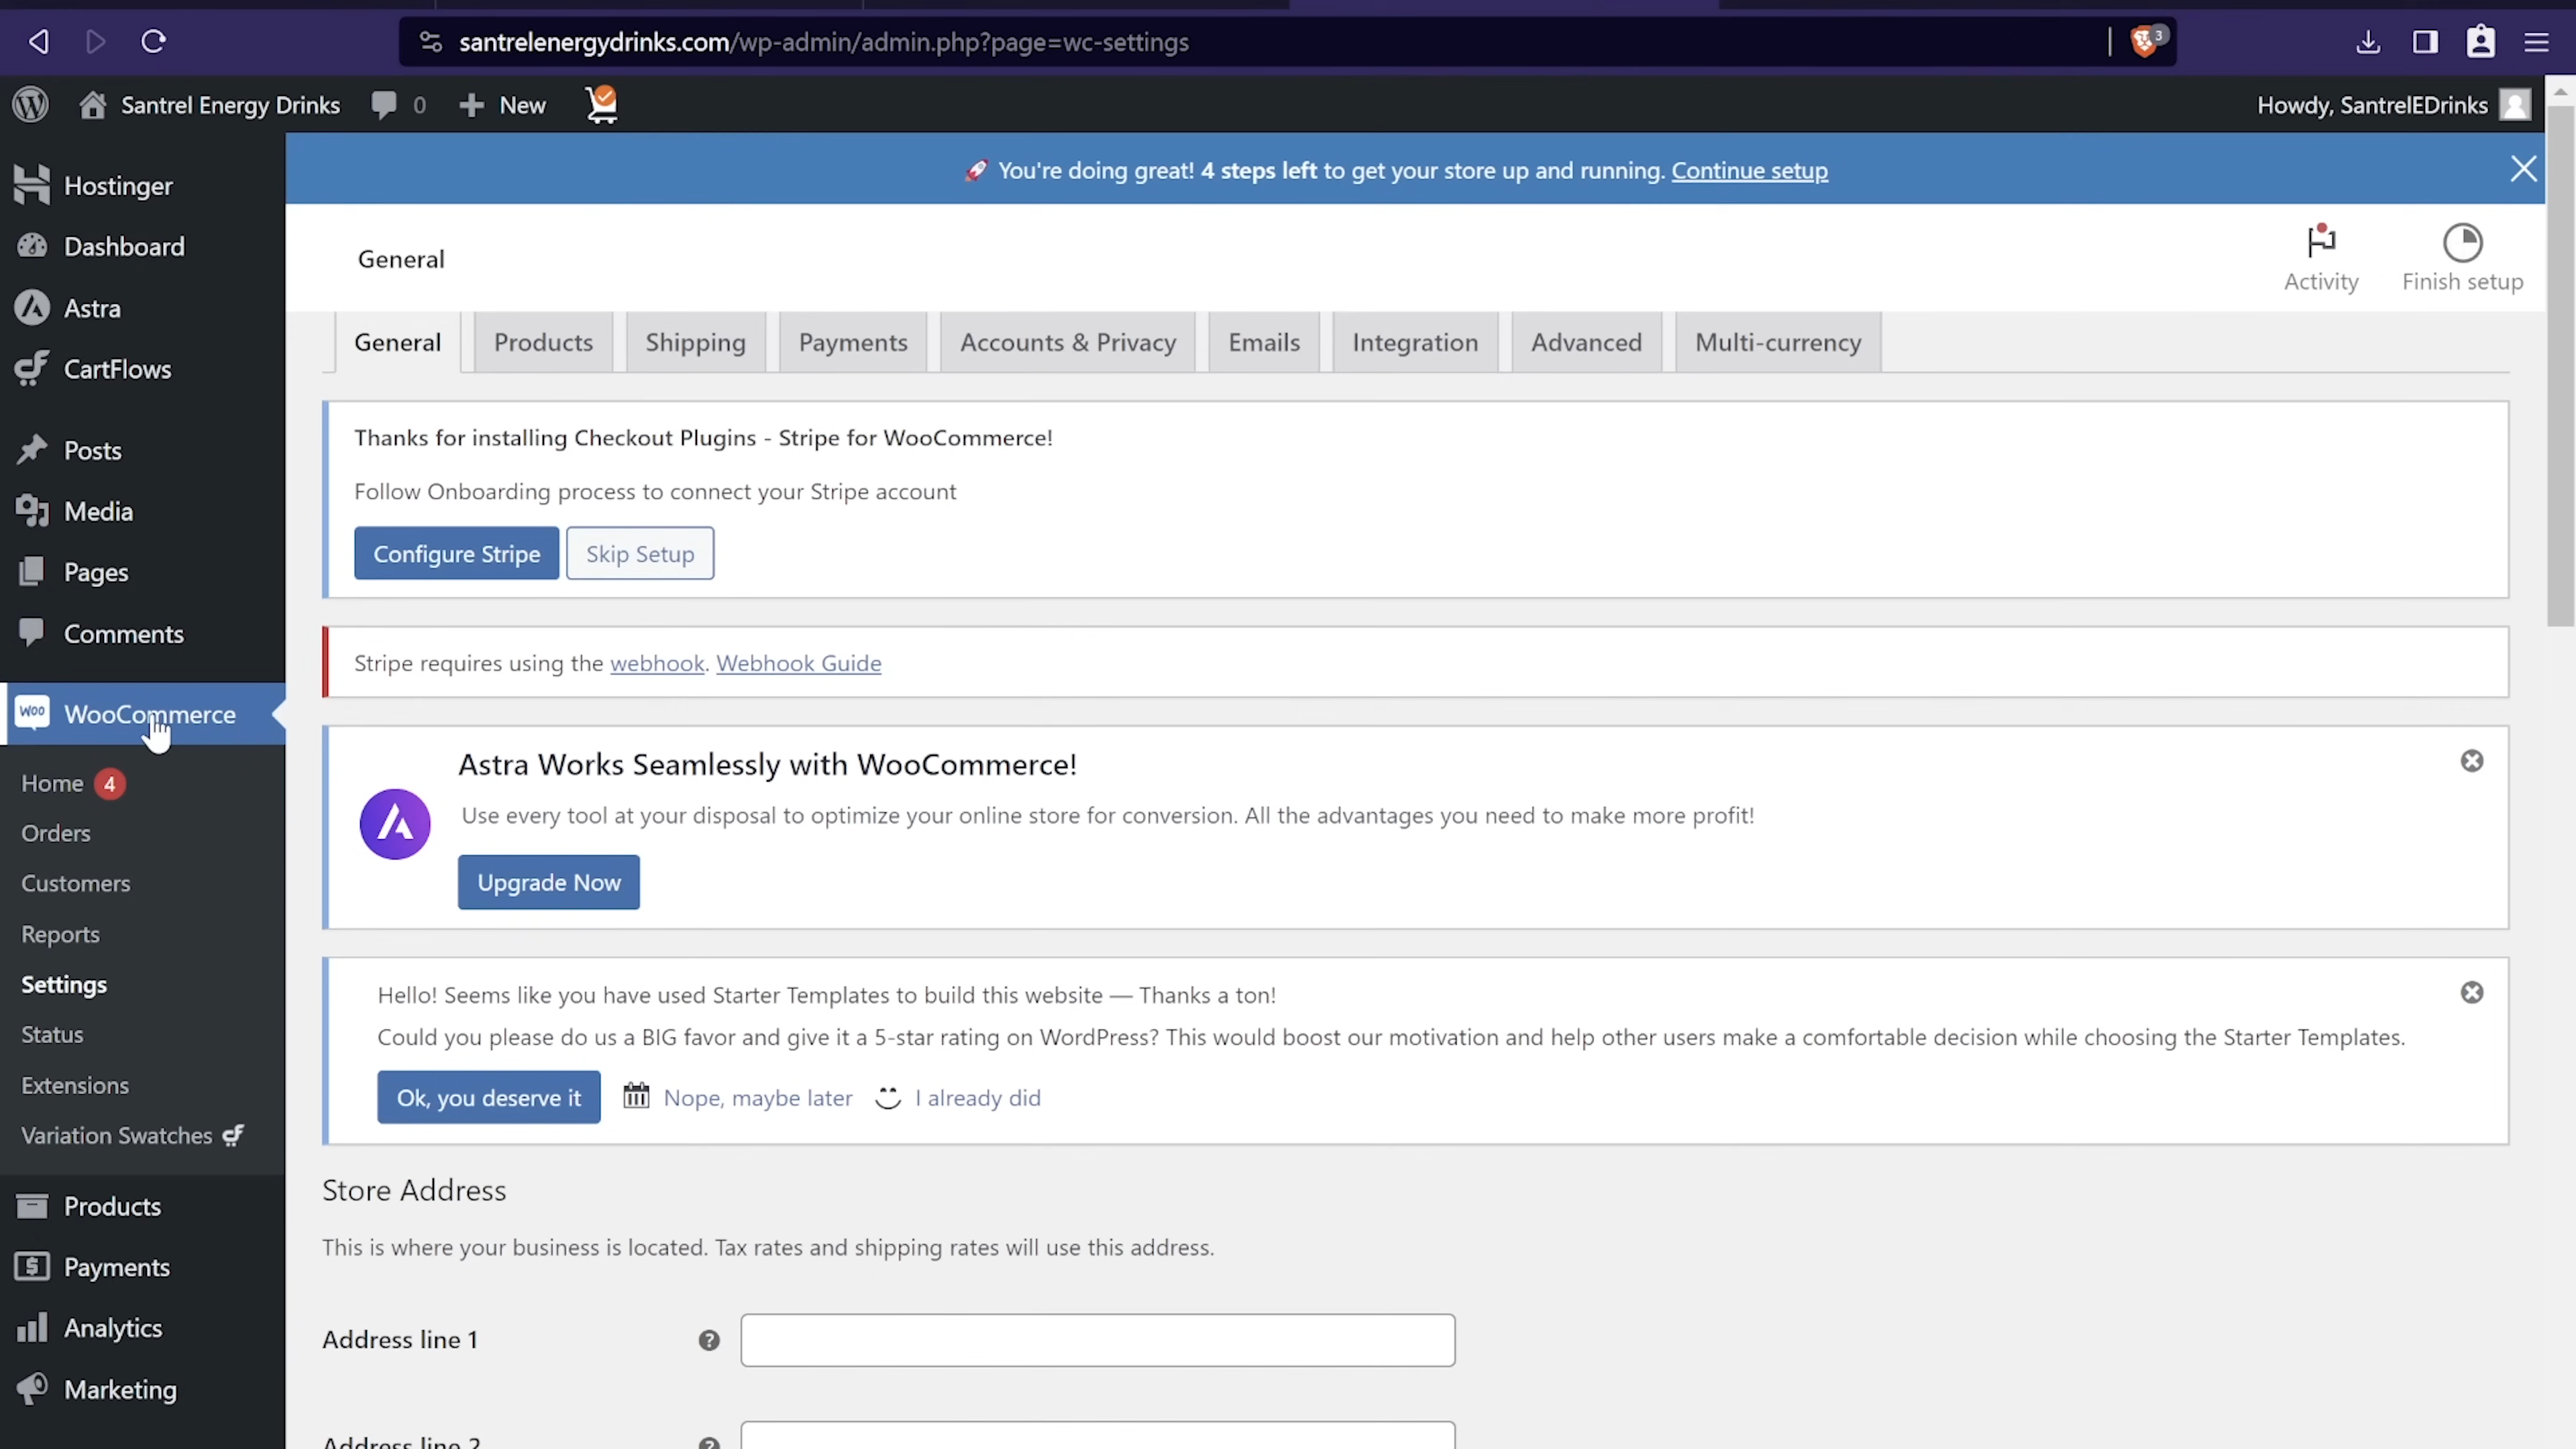 santrelenergydrinks.com/wp-admin/admin.php?page=wc-settings
3
Santrel Energy Drinks
0
New
Howdy, SantrelEDrinks
Hostinger
Dashboard
Astra
CartFlows
Posts
Media
Pages
Comments
WOO WooCommerce
Home 4
Orders
Customers
Reports
Settings
Status
Extensions
Variation Swatches
Products
Payments
Analytics
Marketing
You're doing great! 4 steps left to get your store up and running. Continue setup
General
Activity
Finish setup
General
Products
Shipping
Payments
Accounts & Privacy
Emails
Integration
Advanced
Multi-currency
Thanks for installing Checkout Plugins - Stripe for WooCommerce!
Follow Onboarding process to connect your Stripe account
Configure Stripe
Skip Setup
Stripe requires using the webhook. Webhook Guide
Astra Works Seamlessly with WooCommerce!
Use every tool at your disposal to optimize your online store for conversion. All the advantages you need to make more profit!
Upgrade Now
Hello! Seems like you have used Starter Templates to build this website — Thanks a ton!
Could you please do us a BIG favor and give it a 5-star rating on WordPress? This would boost our motivation and help other users make a comfortable decision while choosing the Starter Templates.
Ok, you deserve it
Nope, maybe later
I already did
Store Address
This is where your business is located. Tax rates and shipping rates will use this address.
Address line 1
Address line 2